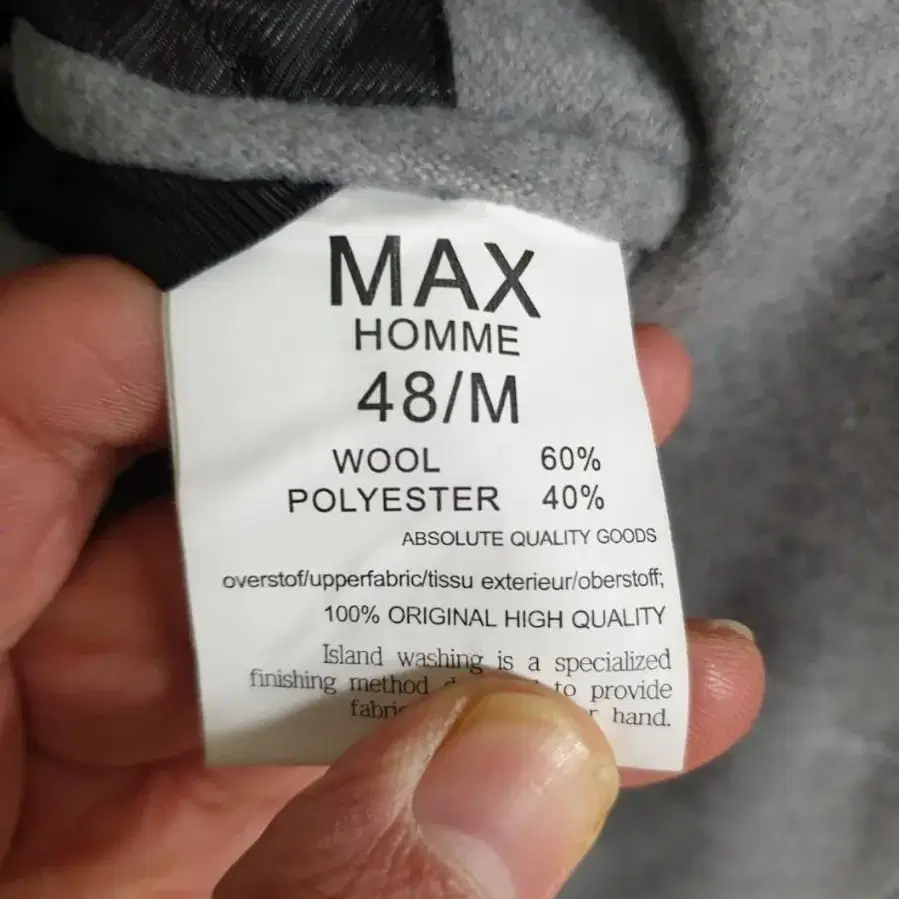 MAX
HOMME
48/M
WOOL 60%
POLYESTER 40%
ABSOLUTE QUALITY GOODS
overstof/upperfabric/tissu exterieur/oberstoff;
100% ORIGINAL HIGH QUALITY
Island washing is a specialized
finishing method to provide
hand.